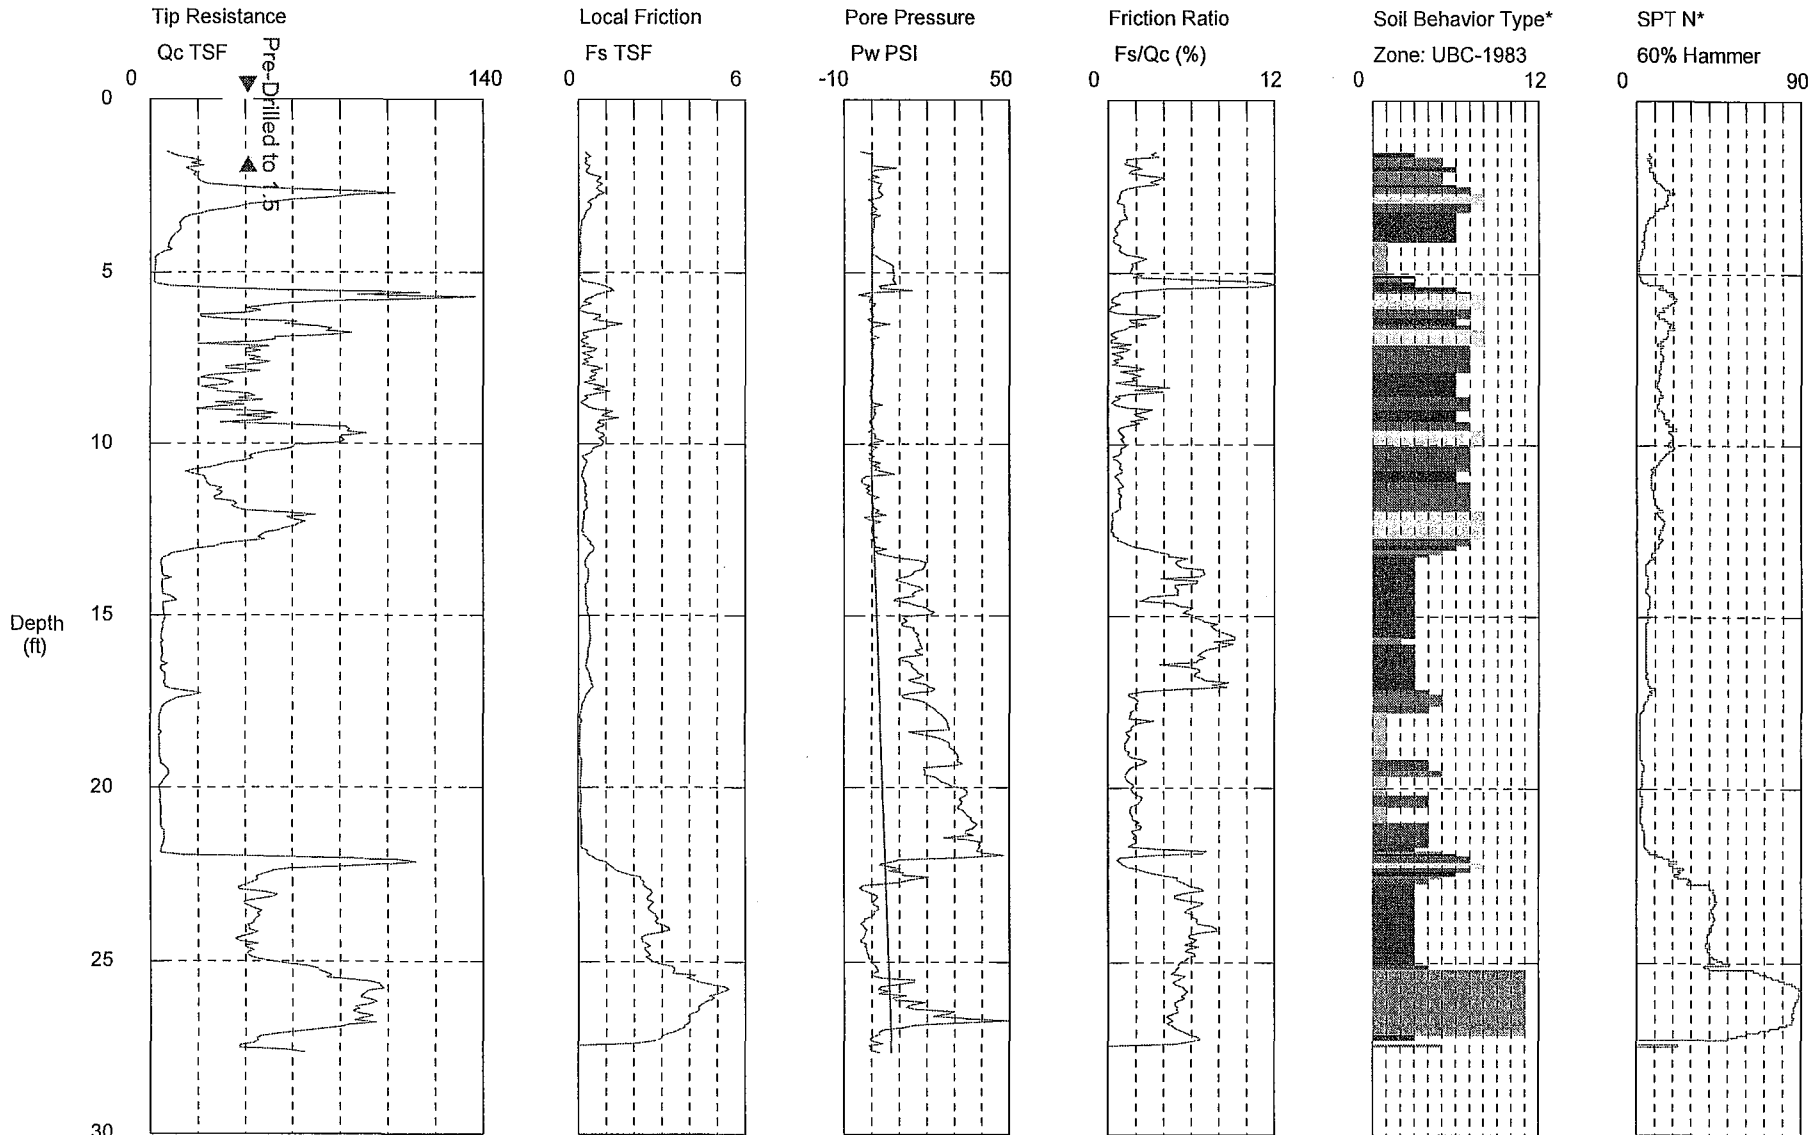 Tip Resistance
Local Friction
Pore Pressure
Friction Ratio
Soil Behavior Type*
SPT N*
Qc TSF
Fs TSF
Pw PSI
Fs/Qc (%)
Zone: UBC-1983
60% Hammer
0 140
0 6
-10 50
0 12
0 12
0 90
Pre-Drilled to 1.5
0
5
10
15
Depth
(ft)
20
25
30